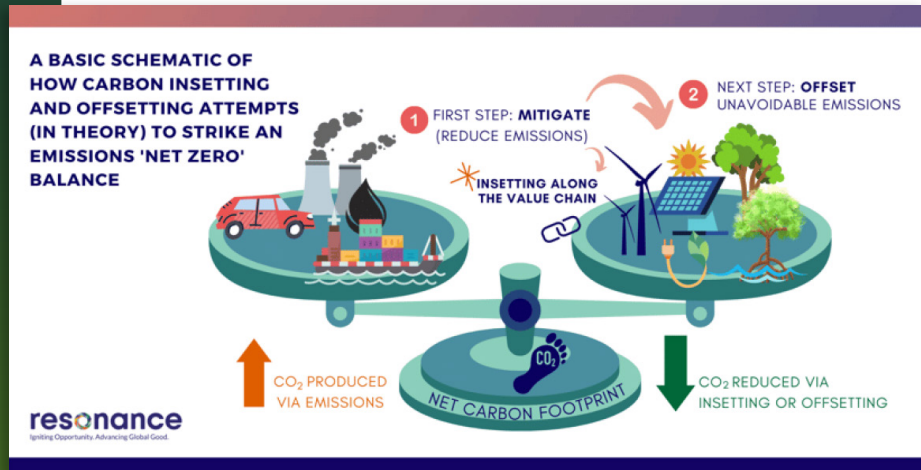 A BASIC SCHEMATIC OF
HOW CARBON INSETTING
AND OFFSETTING ATTEMPTS
(IN THEORY) TO STRIKE AN
EMISSIONS 'NET ZERO'
BALANCE
1 FIRST STEP: MITIGATE
(REDUCE EMISSIONS)
2 NEXT STEP: OFFSET
UNAVOIDABLE EMISSIONS
INSETTING ALONG
THE VALUE CHAIN
CO₂
NET CARBON FOOTPRINT
CO₂ PRODUCED
VIA EMISSIONS
CO₂ REDUCED VIA
INSETTING OR OFFSETTING
resonance
Igniting Opportunity. Advancing Global Good.